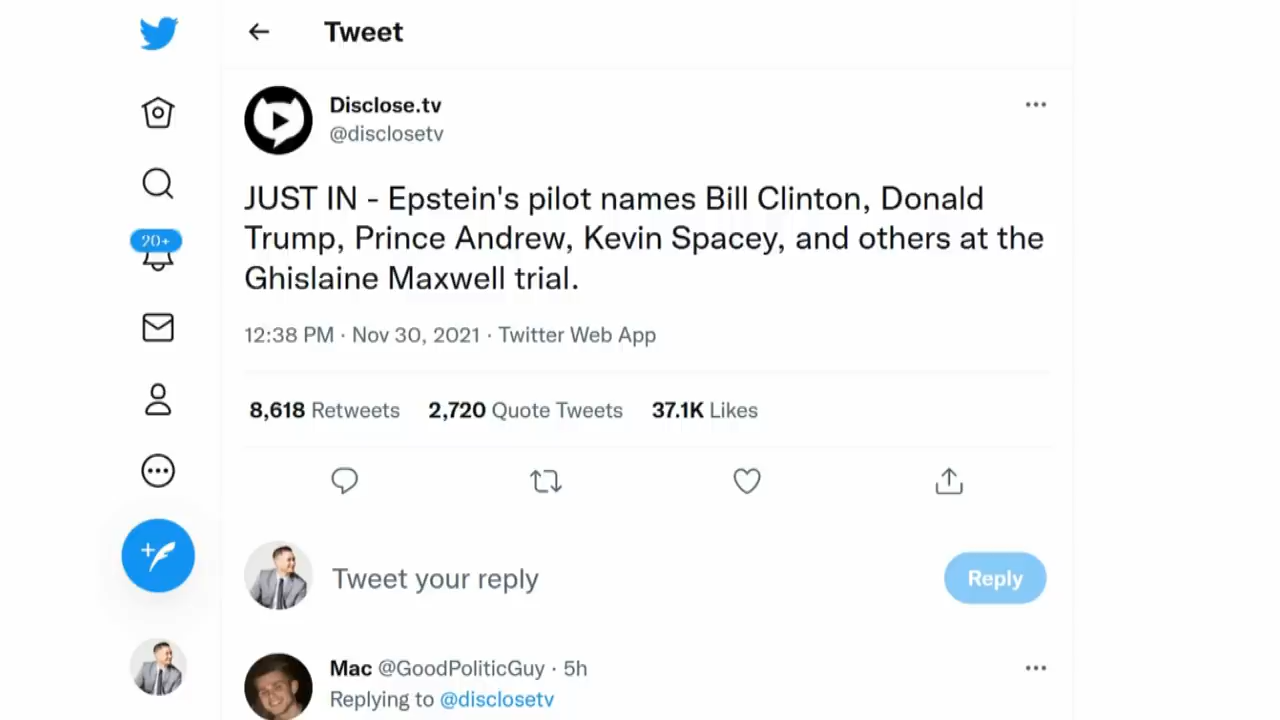 Tweet
Disclose.tv
@disclosetv
JUST IN - Epstein's pilot names Bill Clinton, Donald
Trump, Prince Andrew, Kevin Spacey, and others at the
Ghislaine Maxwell trial.
12:38 PM · Nov 30, 2021 · Twitter Web App
8,618 Retweets 2,720 Quote Tweets 37.1K Likes
20+
Tweet your reply
Reply
Mac @GoodPoliticGuy · 5h
Replying to @disclosetv